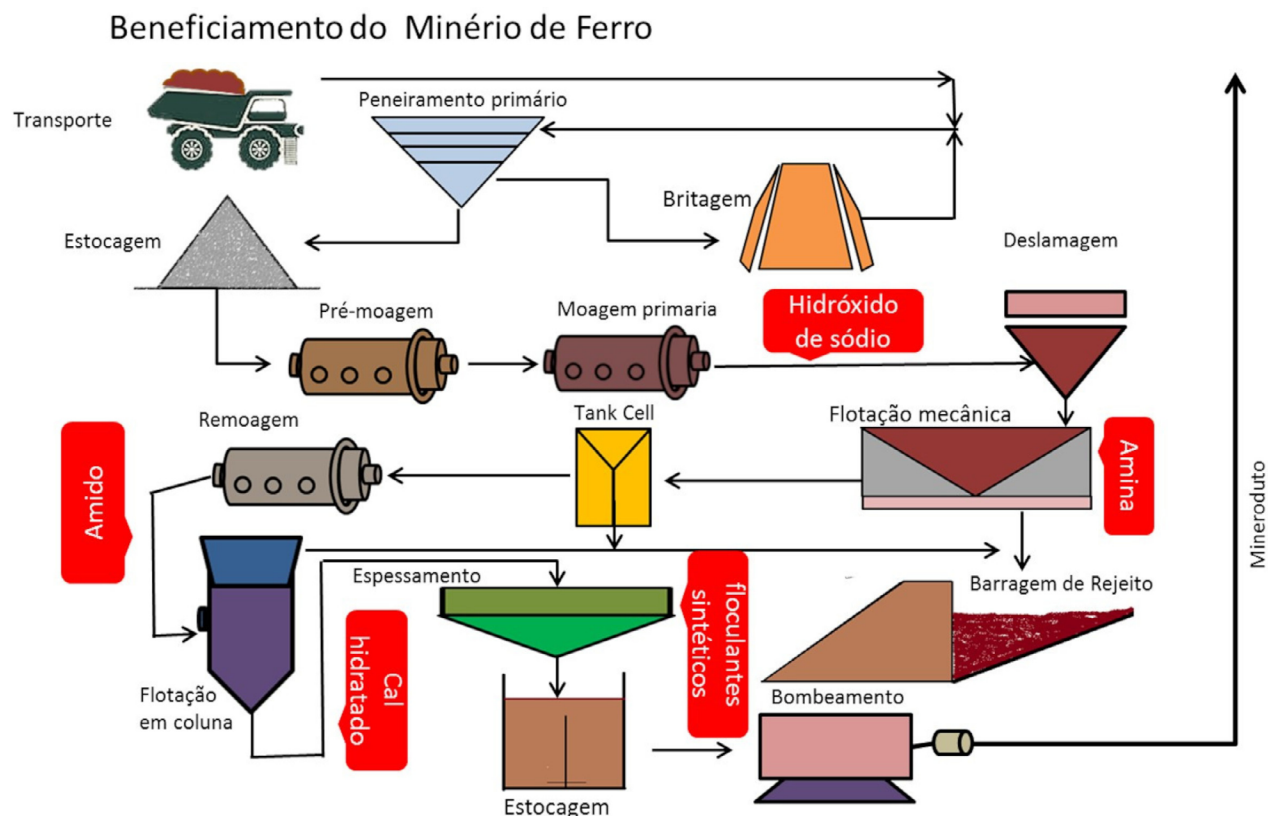 Beneficiamento do Minério de Ferro
Transporte
Peneiramento primário
Britagem
Estocagem
Deslamagem
Pré-moagem
Moagem primaria
Hidróxido
de sódio
Remoagem
Tank Cell
Flotação mecânica
Amina
Amido
Mineroduto
Espessamento
floculantes
sintéticos
Barragem de Rejeito
Flotação
em coluna
Cal
hidratado
Bombeamento
Estocagem